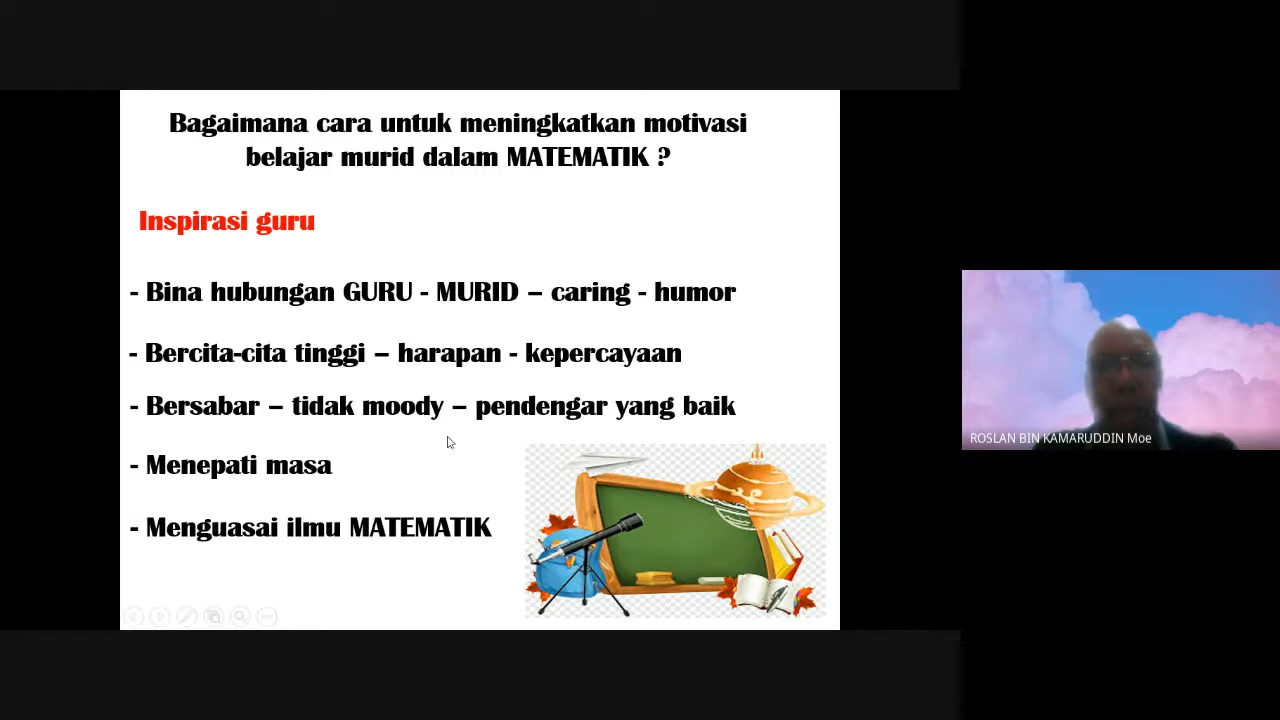 Bagaimana cara untuk meningkatkan motivasi
belajar murid dalam MATEMATIK ?
Inspirasi guru
- Bina hubungan GURU - MURID – caring - humor
- Bercita-cita tinggi – harapan - kepercayaan
- Bersabar – tidak moody – pendengar yang baik
- Menepati masa
- Menguasai ilmu MATEMATIK
ROSLAN BIN KAMARUDDIN Moe